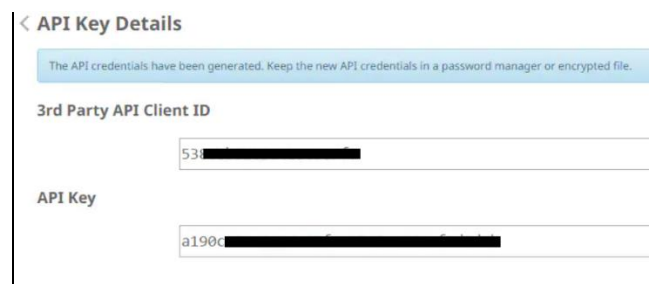 API Key Details
The API credentials have been generated. Keep the new API credentials in a password manager or encrypted file.
3rd Party API Client ID
538
API Key
a190c